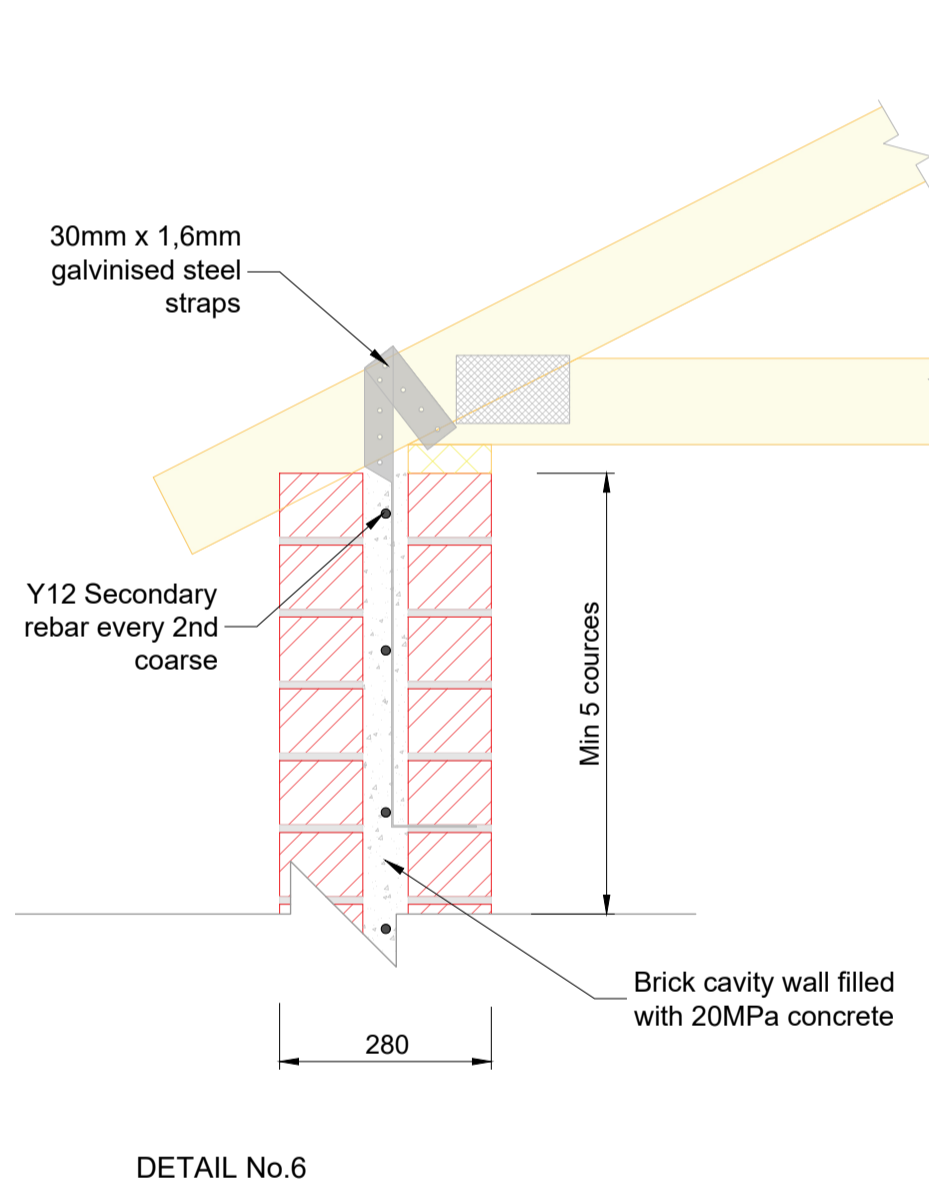 30mm x 1,6mm
galvinised steel
straps
Y12 Secondary
rebar every 2nd
coarse
Min 5 cources
Brick cavity wall filled
with 20MPa concrete
280
DETAIL No.6